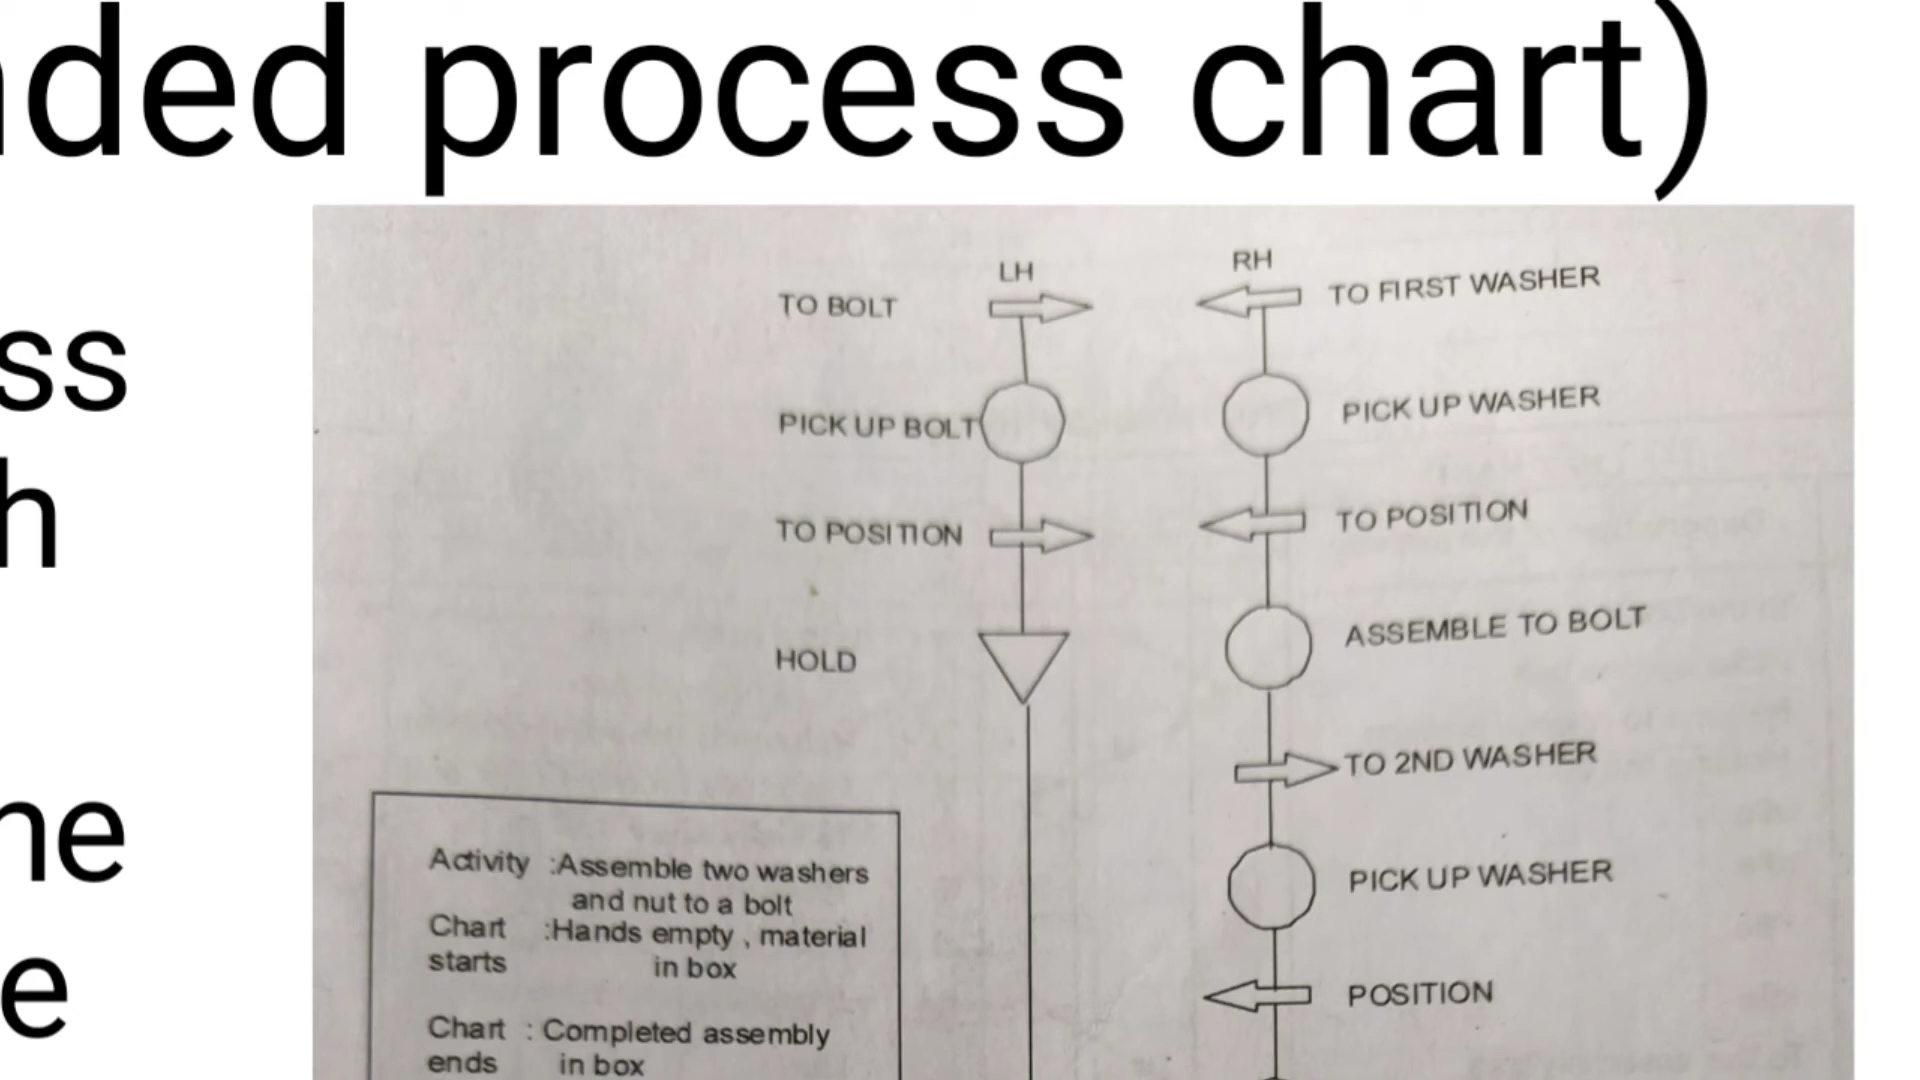 nded process chart)
ss
h
ne
e
LH
RH
TO BOLT
TO FIRST WASHER
PICK UP BOLT
PICK UP WASHER
TO POSITION
TO POSITION
HOLD
ASSEMBLE TO BOLT
TO 2ND WASHER
PICK UP WASHER
POSITION
Activity :Assemble two washers
and nut to a bolt
Chart :Hands empty , material
starts in box
Chart : Completed assembly
ends in box